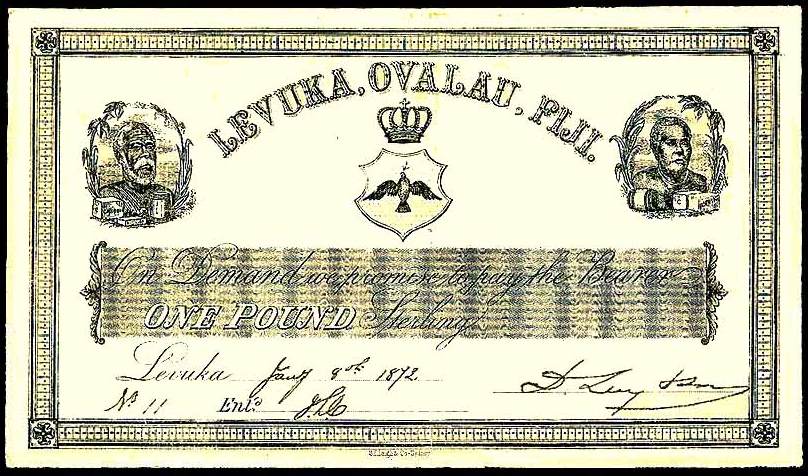 LEVUKA, OVALAU, FIJI.
On Demand we promise to pay the Bearer
ONE POUND Sterling
Levuka Jany 8th 1872
No 11 Entd